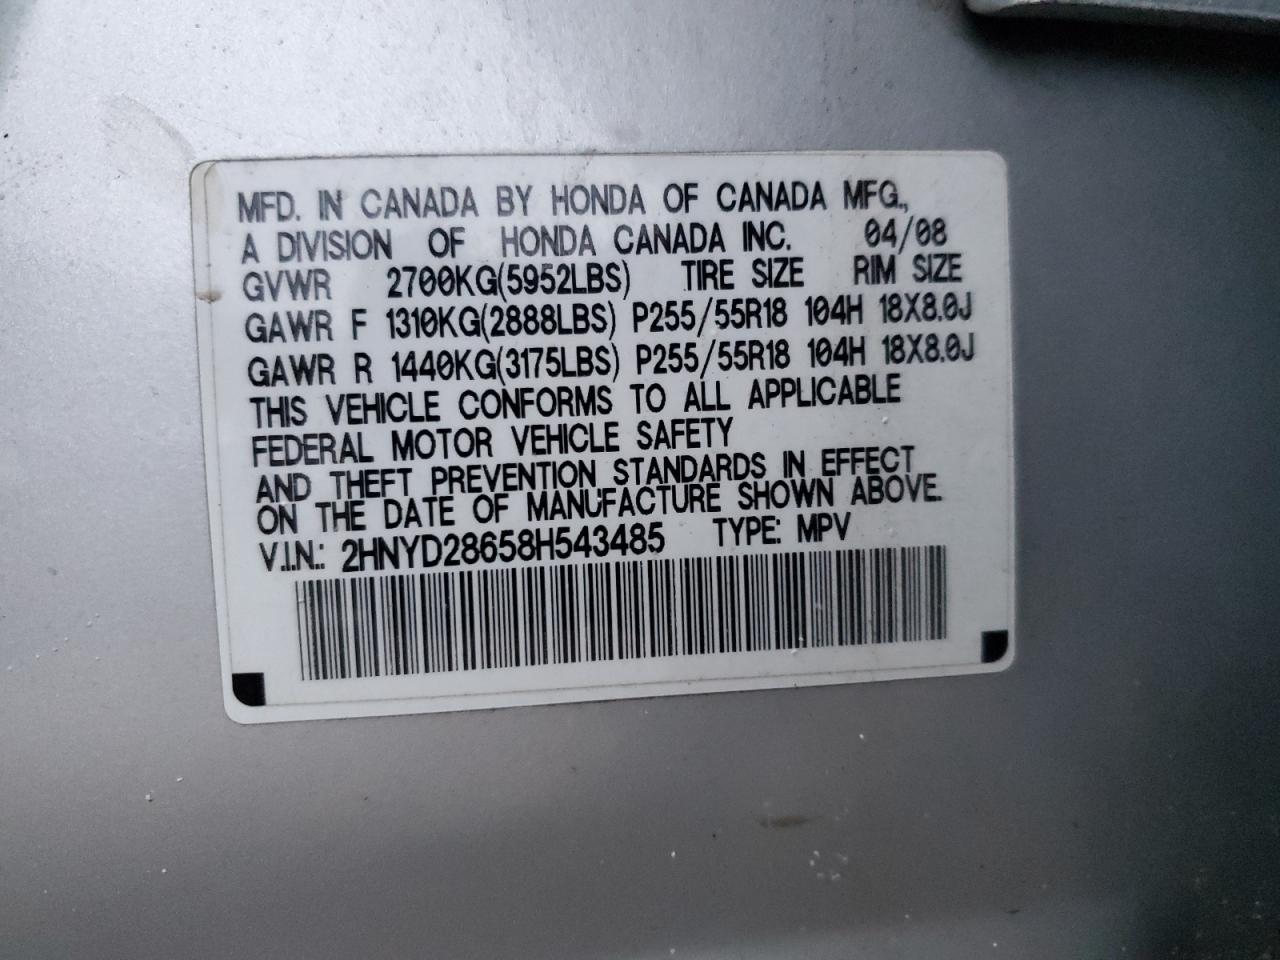 MFD. IN CANADA BY HONDA OF CANADA MFG.,
A DIVISION OF HONDA CANADA INC. 04/08
GVWR 2700KG(5952LBS) TIRE SIZE RIM SIZE
GAWR F 1310KG(2888LBS) P255/55R18 104H 18X8.0J
GAWR R 1440KG(3175LBS) P255/55R18 104H 18X8.0J
THIS VEHICLE CONFORMS TO ALL APPLICABLE
FEDERAL MOTOR VEHICLE SAFETY
AND THEFT PREVENTION STANDARDS IN EFFECT
ON THE DATE OF MANUFACTURE SHOWN ABOVE.
V.I.N.: 2HNYD28658H543485 TYPE: MPV